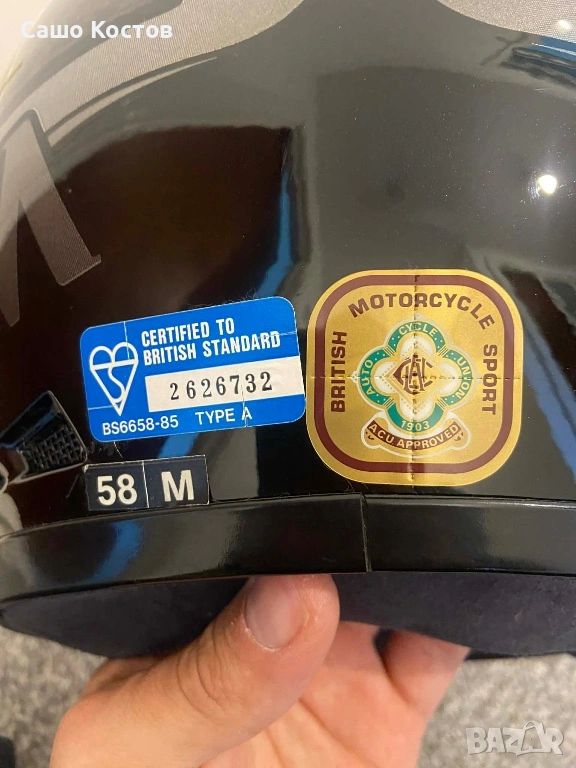 Сашо Костов
M
CERTIFIED TO
BRITISH STANDARD
2626732
BS6658-85 TYPE A
58 M
BRITISH MOTORCYCLE SPORT
AUTO CYCLE UNION
1903
ACU APPROVED
BAZAR